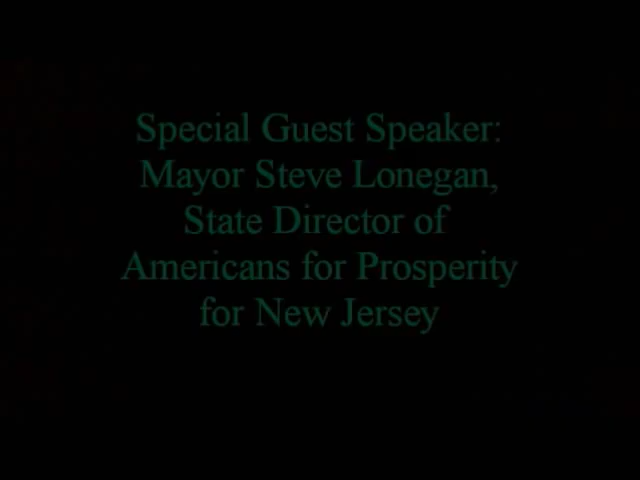 Special Guest Speaker:
Mayor Steve Lonegan,
State Director of
Americans for Prosperity
for New Jersey